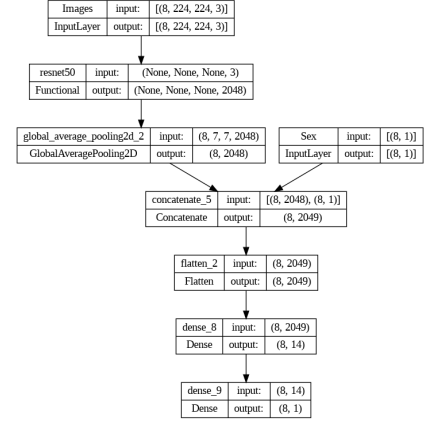 Images input: [(8, 224, 224, 3)]
InputLayer output: [(8, 224, 224, 3)]
resnet50 input: (None, None, None, 3)
Functional output: (None, None, None, 2048)
global_average_pooling2d_2 input: (8, 7, 7, 2048)
GlobalAveragePooling2D output: (8, 2048)
Sex input: [(8, 1)]
InputLayer output: [(8, 1)]
concatenate_5 input: [(8, 2048), (8, 1)]
Concatenate output: (8, 2049)
flatten_2 input: (8, 2049)
Flatten output: (8, 2049)
dense_8 input: (8, 2049)
Dense output: (8, 14)
dense_9 input: (8, 14)
Dense output: (8, 1)